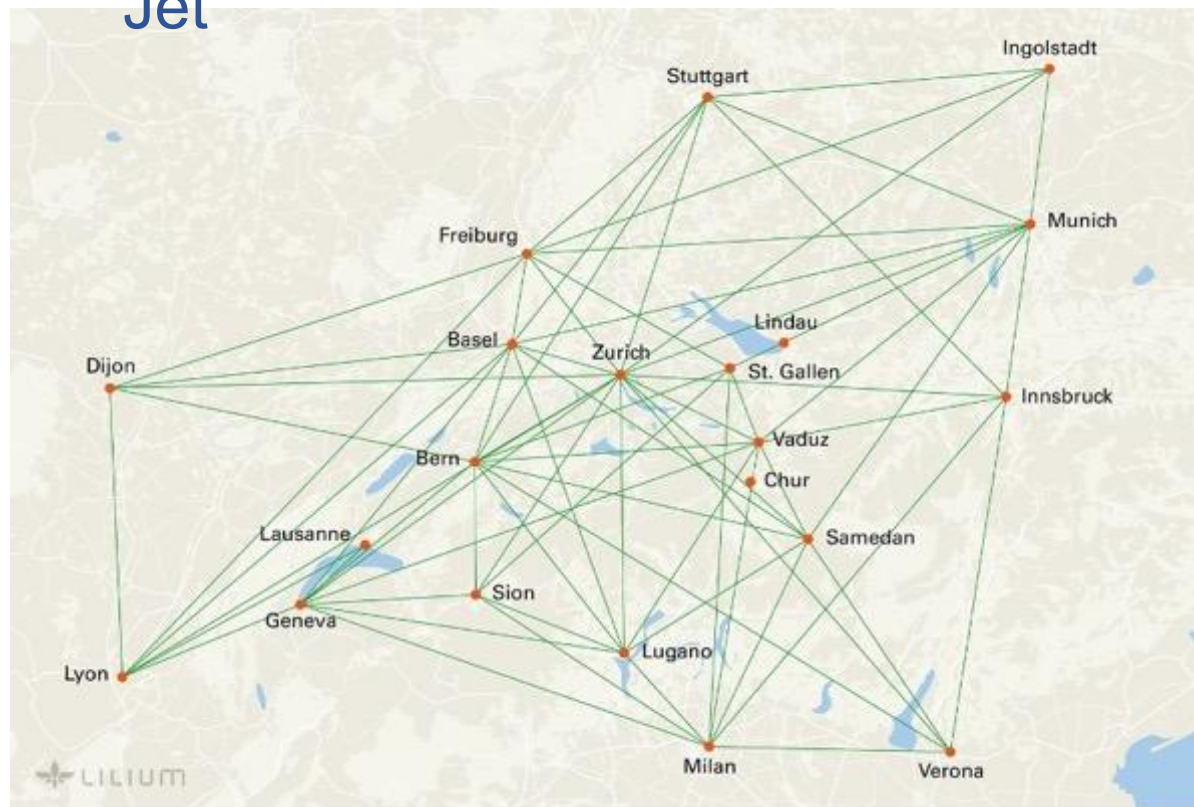 Jet
Ingolstadt
Stuttgart
Munich
Freiburg
Lindau
Basel
Zurich
Dijon
St. Gallen
Innsbruck
Vaduz
Bern
Chur
Lausanne
Samedan
Sion
Geneva
Lugano
Lyon
Milan
Verona
LILIUM